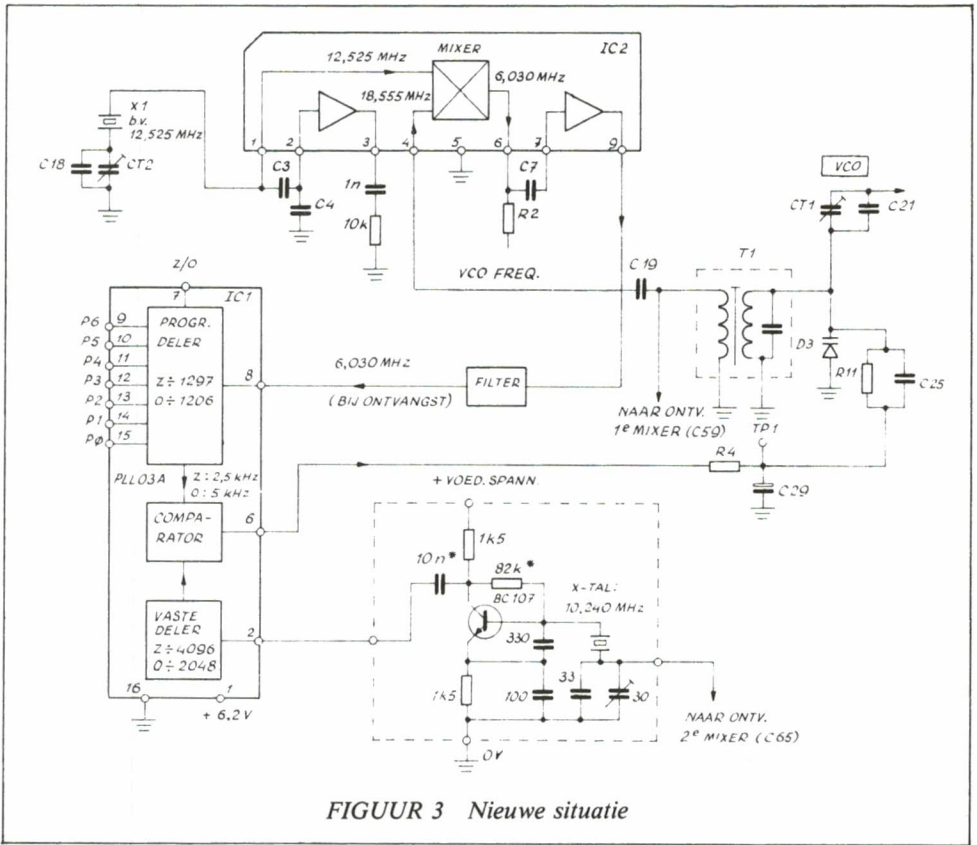 IC2
MIXER
12,525 MHz
6,030 MHz
18,555 MHz
X1
b.v.
12,525 MHz
1 2 3 4 5 6 7 9
C18
CT2
C3
C4
1n
10k
C7
R2
VCO
CT1
C21
VCO FREQ.
C19
T1
Z/O
7
IC1
PROGR.
DELER
Z÷1297
O÷1206
P6 9
P5 10
P4 11
P3 12
P2 13
P1 14
PØ 15
8
6,030 MHz
(BIJ ONTVANGST)
FILTER
D3
R11
C25
NAAR ONTV.
1e MIXER (C59)
TP1
R4
C29
PLL03A
Z: 2,5 kHz
O: 5 kHz
COMPA-
RATOR
6
+ VOED. SPANN.
1k5
10n*
82k*
BC107
X-TAL:
10,240 MHz
VASTE
DELER
Z÷4096
O÷2048
2
330
1k5
100
33
30
16
1
+ 6,2V
0V
NAAR ONTV.
2e MIXER (C65)
FIGUUR 3 Nieuwe situatie